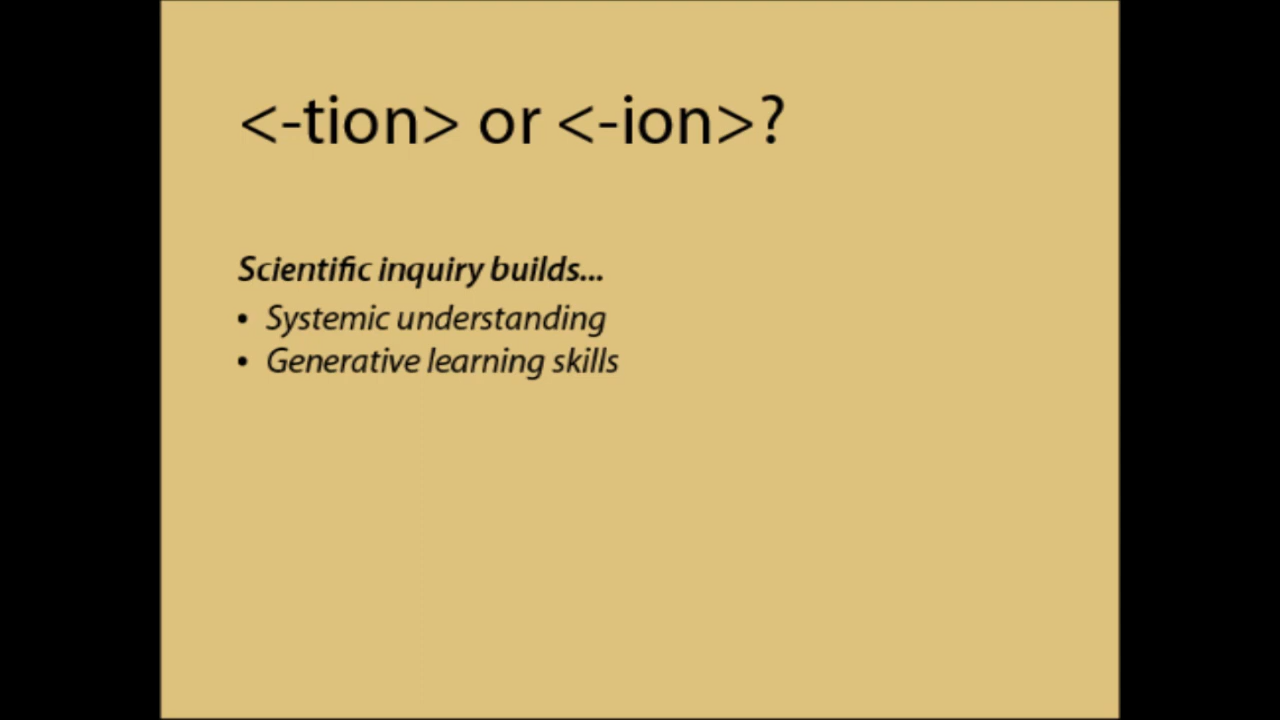 <-tion> or <-ion>?
Scientific inquiry builds...
• Systemic understanding
• Generative learning skills